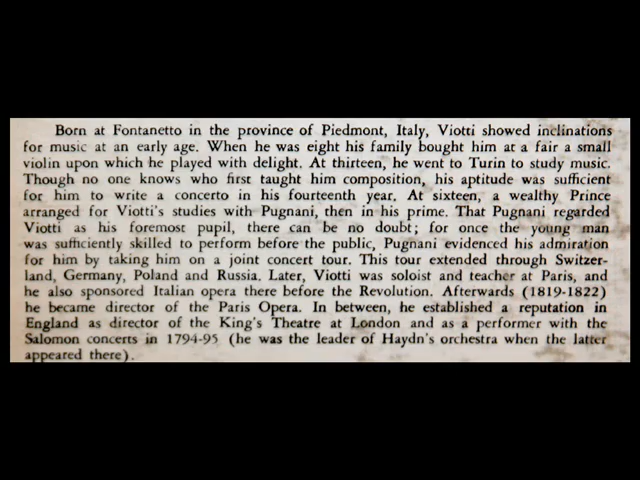 Born at Fontanetto in the province of Piedmont, Italy, Viotti showed inclinations
for music at an early age. When he was eight his family bought him at a fair a small
violin upon which he played with delight. At thirteen, he went to Turin to study music.
Though no one knows who first taught him composition, his aptitude was sufficient
for him to write a concerto in his fourteenth year. At sixteen, a wealthy Prince
arranged for Viotti's studies with Pugnani, then in his prime. That Pugnani regarded
Viotti as his foremost pupil, there can be no doubt; for once the young man
was sufficiently skilled to perform before the public, Pugnani evidenced his admiration
for him by taking him on a joint concert tour. This tour extended through Switzer-
land, Germany, Poland and Russia. Later, Viotti was soloist and teacher at Paris, and
he also sponsored Italian opera there before the Revolution. Afterwards (1819-1822)
he became director of the Paris Opera. In between, he established a reputation in
England as director of the King's Theatre at London and as a performer with the
Salomon concerts in 1794-95 (he was the leader of Haydn's orchestra when the latter
appeared there).